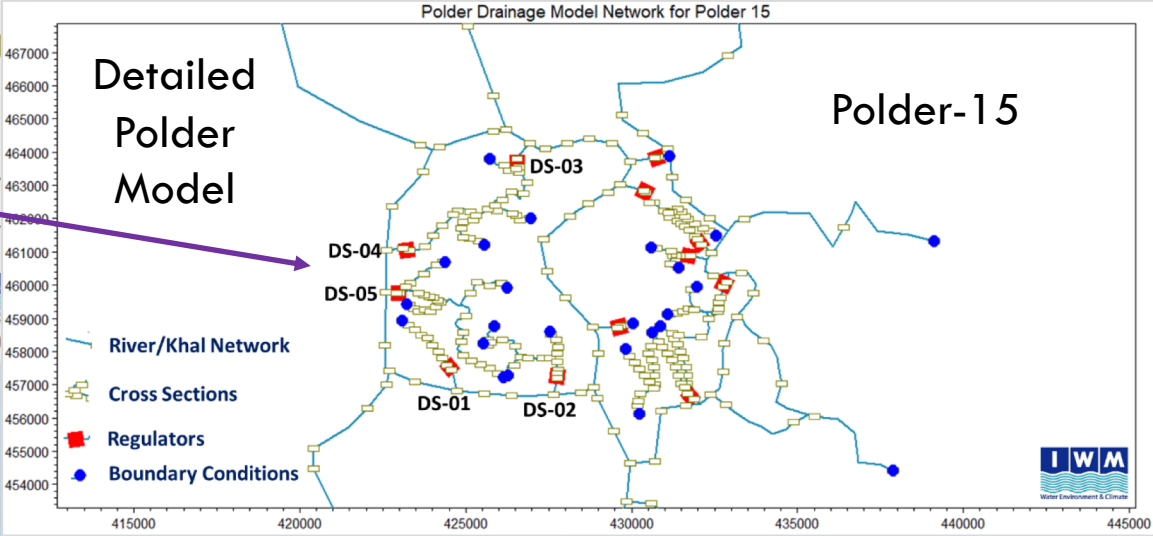 Polder Drainage Model Network for Polder 15
Detailed
Polder
Model
Polder-15
467000
466000
465000
464000
463000
462000
461000
460000
459000
458000
457000
456000
455000
454000
DS-03
DS-04
DS-05
DS-01
DS-02
River/Khal Network
Cross Sections
Regulators
Boundary Conditions
IWM
Water Environment & Climate
415000
420000
425000
430000
435000
440000
445000